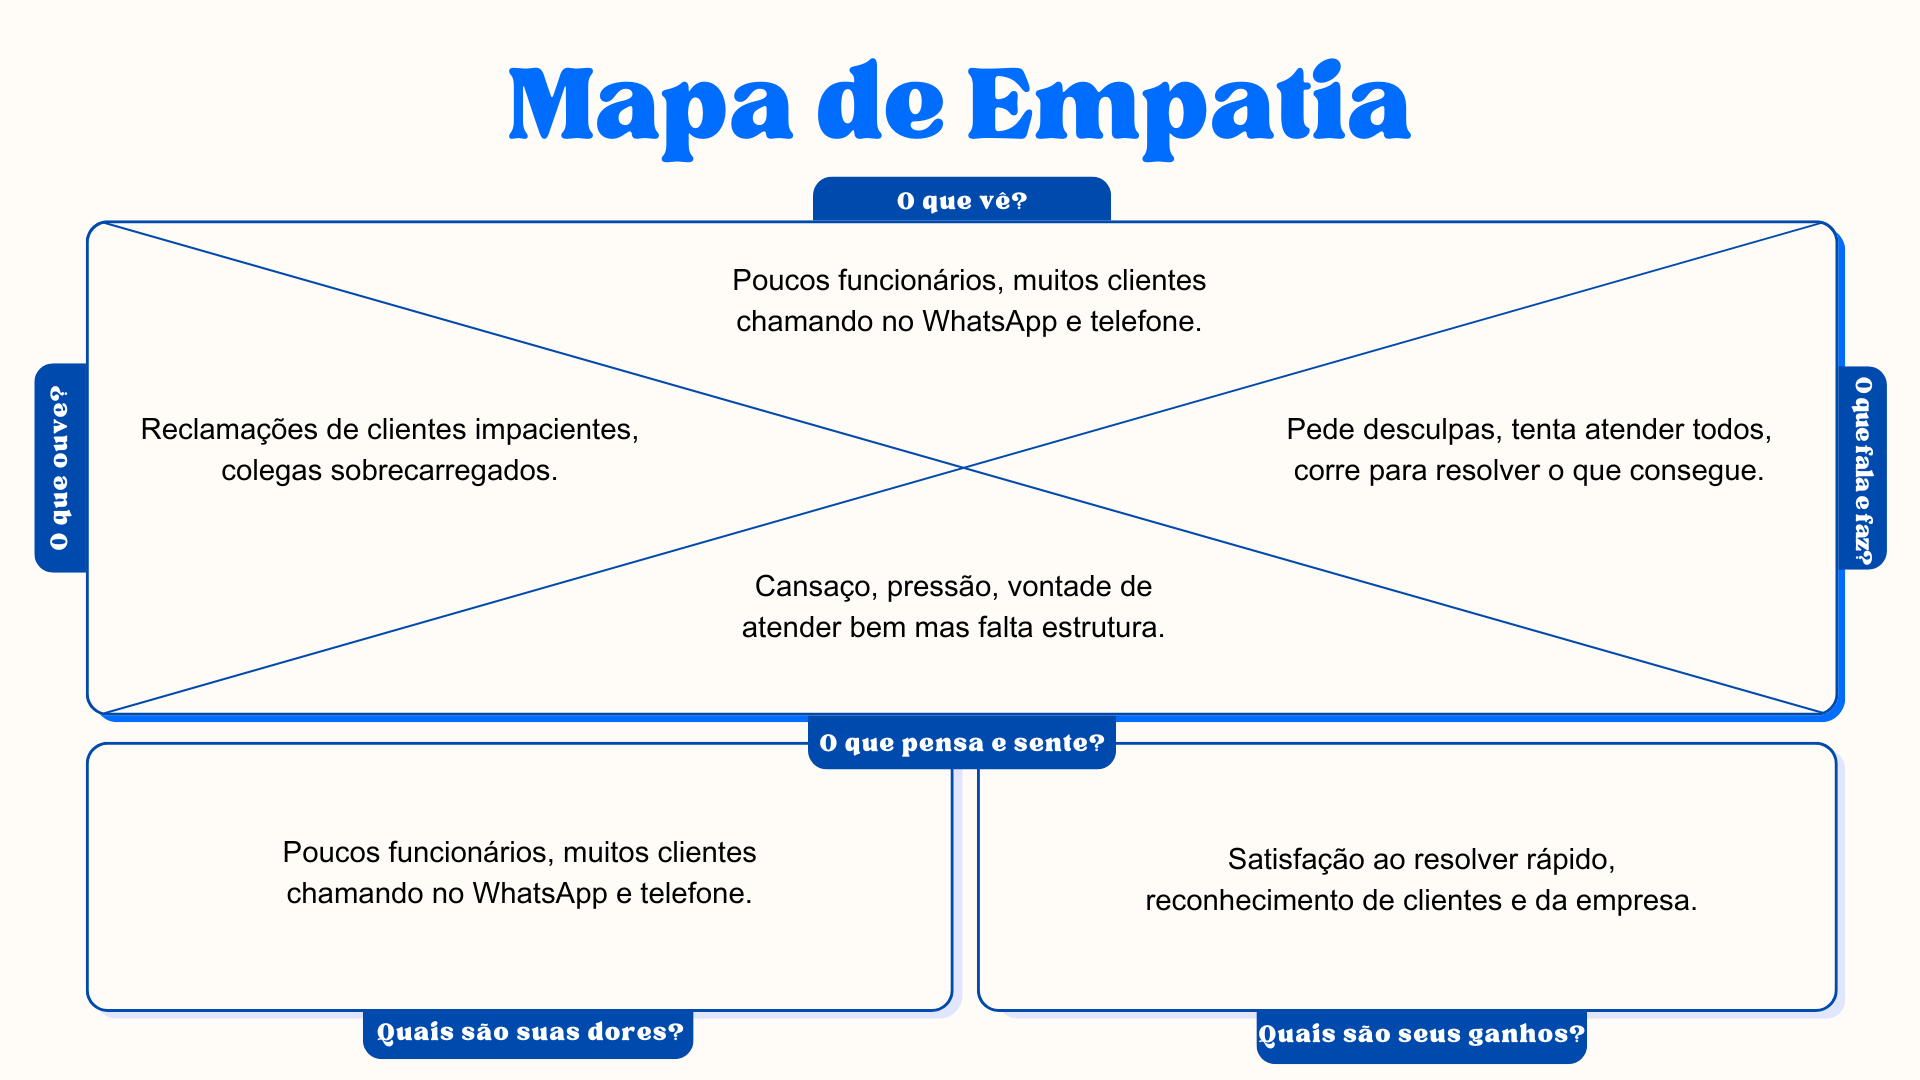 Mapa de Empatia
O que vê?
Poucos funcionários, muitos clientes
chamando no WhatsApp e telefone.
O que ouve?
Reclamações de clientes impacientes,
colegas sobrecarregados.
Pede desculpas, tenta atender todos,
corre para resolver o que consegue.
O que fala e faz?
Cansaço, pressão, vontade de
atender bem mas falta estrutura.
O que pensa e sente?
Poucos funcionários, muitos clientes
chamando no WhatsApp e telefone.
Quais são suas dores?
Satisfação ao resolver rápido,
reconhecimento de clientes e da empresa.
Quais são seus ganhos?